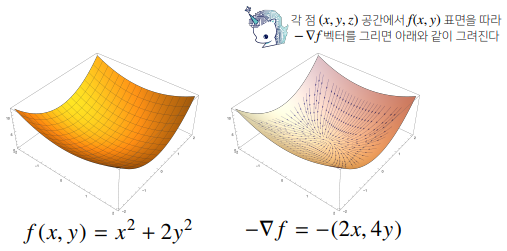 각 점 (x, y, z) 공간에서 f(x, y) 표면을 따라
− ∇f 벡터를 그리면 아래와 같이 그려진다
f(x, y) = x² + 2y²
−∇f = −(2x, 4y)